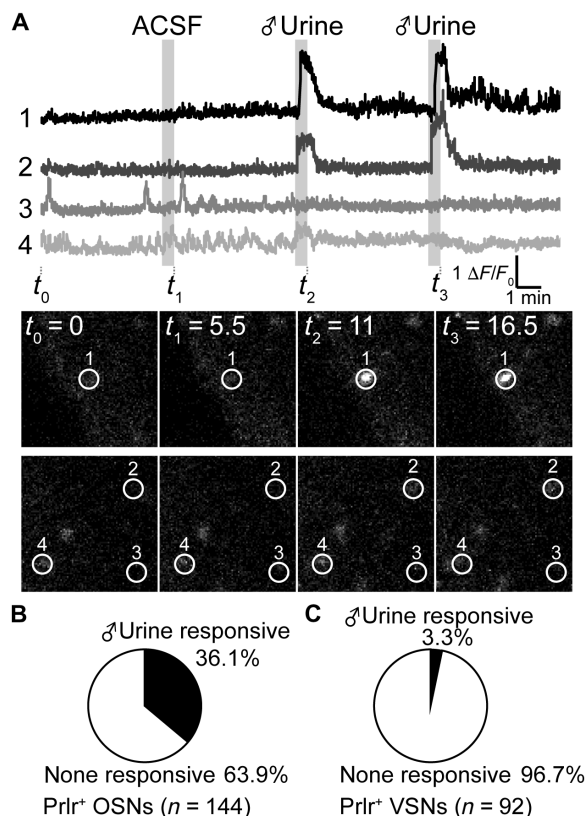 A
ACSF ♂Urine ♂Urine
1
2
3
4
1 ΔF/F0
1 min
t0 t1 t2 t3
t0 = 0 t1 = 5.5 t2 = 11 t3 = 16.5
1 1 1 1
2 2 2 2
4 4 4 4
3 3 3 3
B
♂Urine responsive
36.1%
None responsive 63.9%
Prlr+ OSNs (n = 144)
C
♂Urine responsive
3.3%
None responsive 96.7%
Prlr+ VSNs (n = 92)